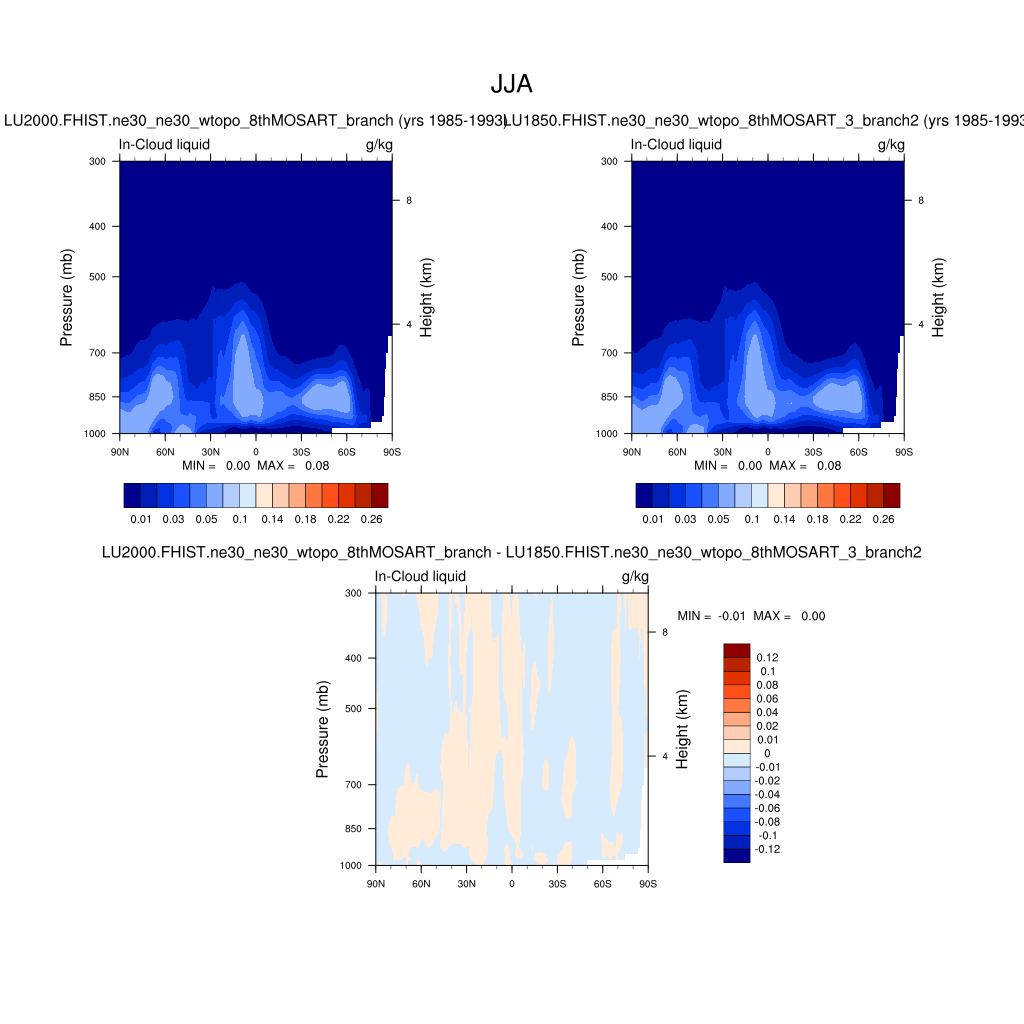 JJA
LU2000.FHIST.ne30_ne30_wtopo_8thMOSART_branch (yrs 1985-1993)
LU1850.FHIST.ne30_ne30_wtopo_8thMOSART_3_branch2 (yrs 1985-1993
In-Cloud liquid g/kg
300
400
500
700
850
1000
Pressure (mb)
8
4
Height (km)
90N 60N 30N 0 30S 60S 90S
MIN = 0.00 MAX = 0.08
0.01 0.03 0.05 0.1 0.14 0.18 0.22 0.26
In-Cloud liquid g/kg
300
400
500
700
850
1000
Pressure (mb)
8
4
Height (km)
90N 60N 30N 0 30S 60S 90S
MIN = 0.00 MAX = 0.08
0.01 0.03 0.05 0.1 0.14 0.18 0.22 0.26
LU2000.FHIST.ne30_ne30_wtopo_8thMOSART_branch - LU1850.FHIST.ne30_ne30_wtopo_8thMOSART_3_branch2
In-Cloud liquid g/kg
300
400
500
700
850
1000
Pressure (mb)
8
4
Height (km)
90N 60N 30N 0 30S 60S 90S
MIN = -0.01 MAX = 0.00
0.12
0.1
0.08
0.06
0.04
0.02
0.01
0
-0.01
-0.02
-0.04
-0.06
-0.08
-0.1
-0.12